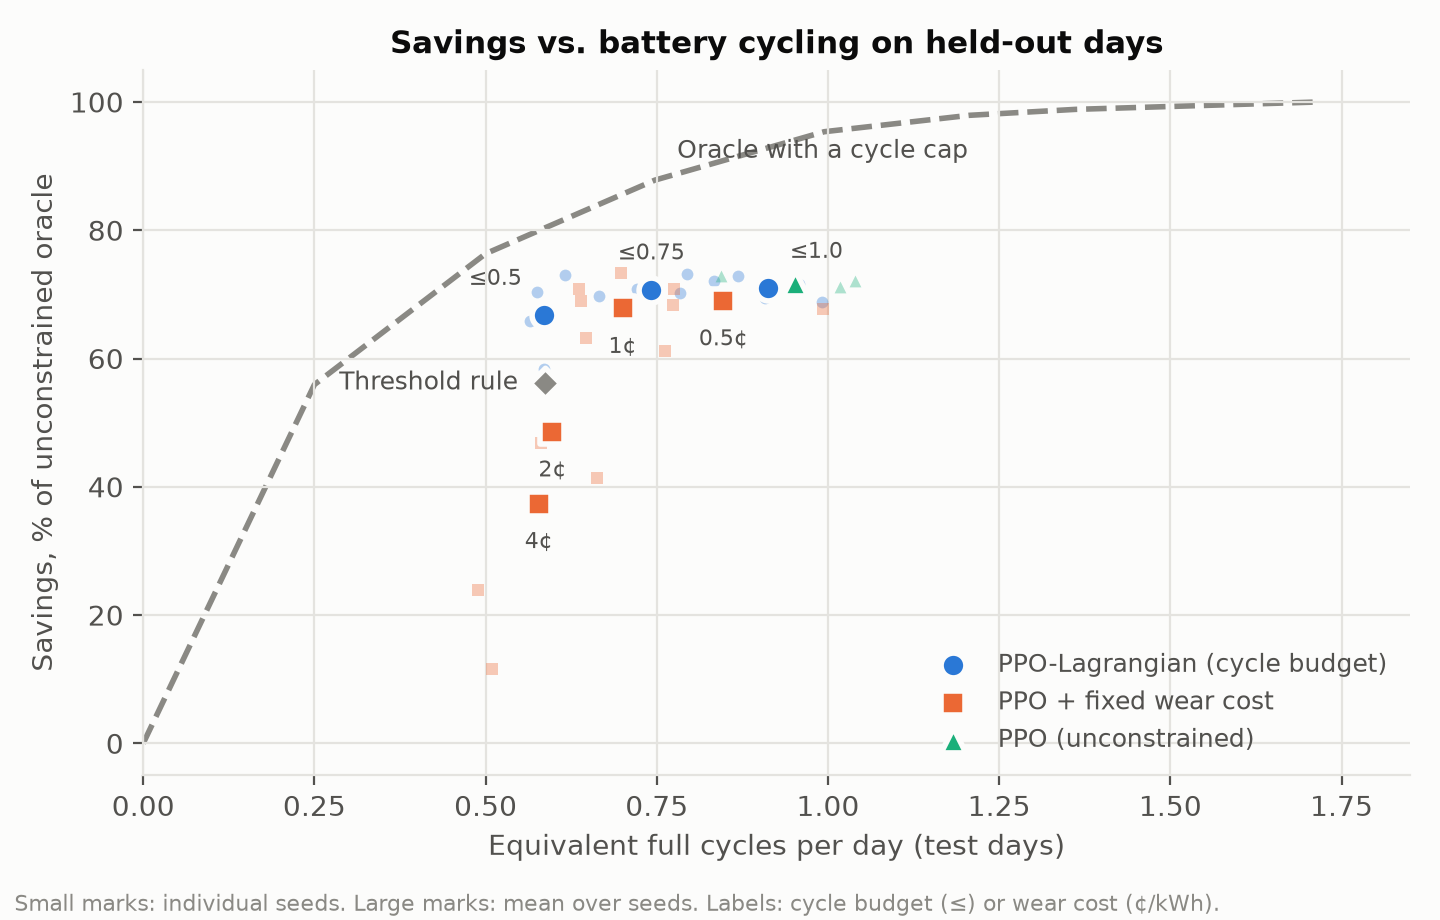 Savings vs. battery cycling on held-out days
Savings, % of unconstrained oracle
100
80
60
40
20
0
Oracle with a cycle cap
≤0.5
≤0.75
≤1.0
1¢
0.5¢
Threshold rule
2¢
4¢
PPO-Lagrangian (cycle budget)
PPO + fixed wear cost
PPO (unconstrained)
0.00 0.25 0.50 0.75 1.00 1.25 1.50 1.75
Equivalent full cycles per day (test days)
Small marks: individual seeds. Large marks: mean over seeds. Labels: cycle budget (≤) or wear cost (¢/kWh).